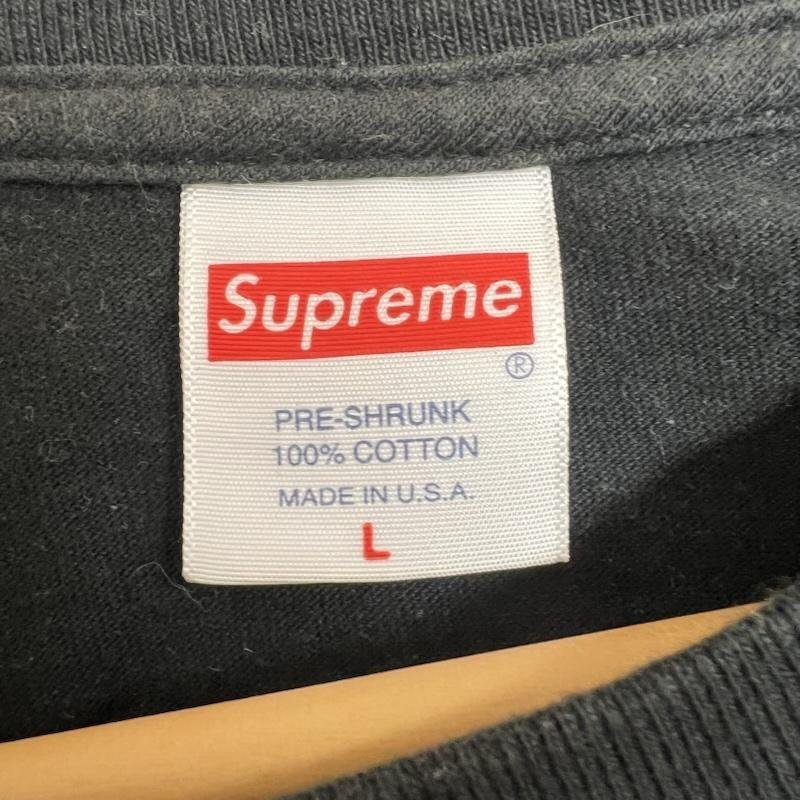 Supreme
®
PRE-SHRUNK
100% COTTON
MADE IN U.S.A.
L